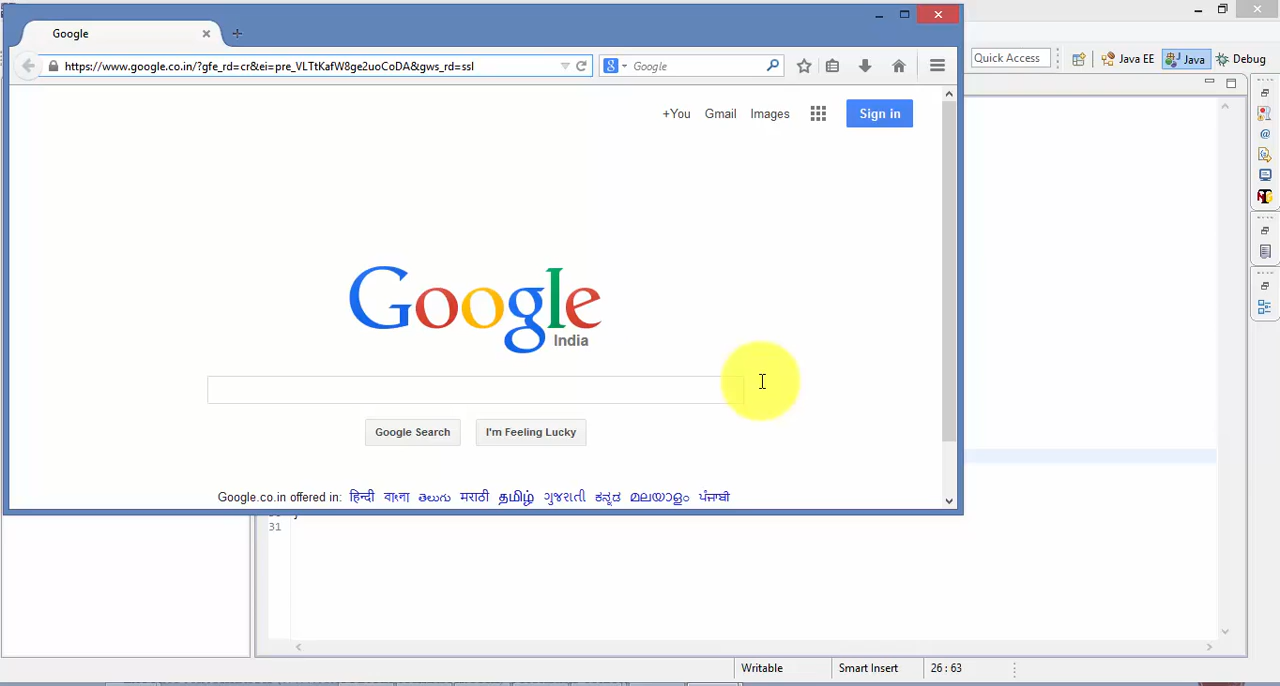 Google
https://www.google.co.in/?gfe_rd=cr&ei=pre_VLTtKafW8gfBpYC4DQ&gws_rd=ssl
Google
Quick Access
Java EE
Java
Debug
+You Gmail Images Sign in
Google
India
Google Search I'm Feeling Lucky
Google.co.in offered in: हिन्दी বাংলা తెలుగు मराठी தமிழ் ગુજરાતી ಕನ್ನಡ മലയാളം ਪੰਜਾਬੀ
31
Writable Smart Insert 26 : 63